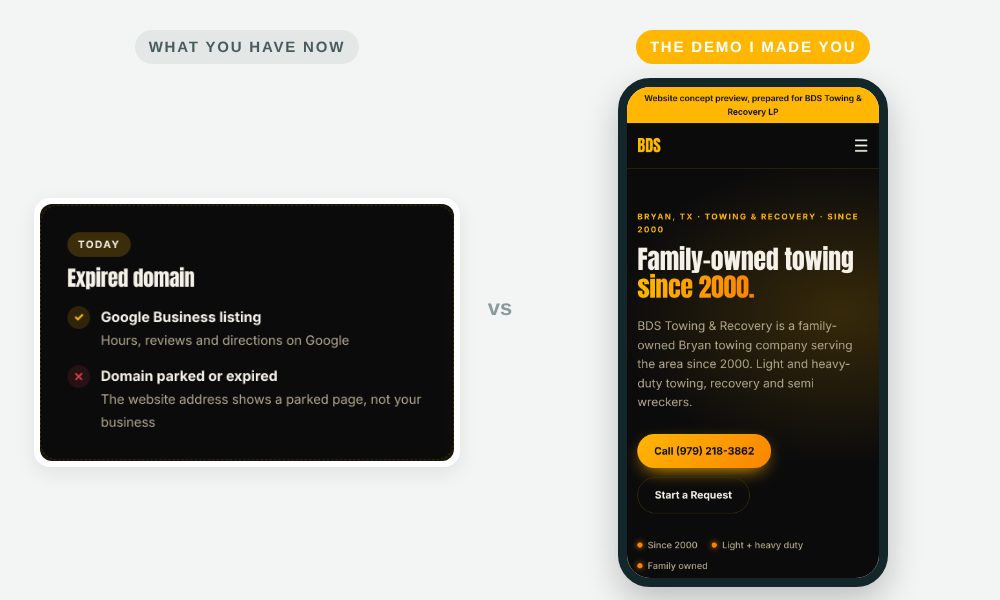 WHAT YOU HAVE NOW
TODAY
Expired domain
Google Business listing
Hours, reviews and directions on Google
Domain parked or expired
The website address shows a parked page, not your
business
vs
THE DEMO I MADE YOU
Website concept preview, prepared for BDS Towing &
Recovery LP
BDS
BRYAN, TX · TOWING & RECOVERY · SINCE
2000
Family-owned towing
since 2000.
BDS Towing & Recovery is a family-
owned Bryan towing company serving
the area since 2000. Light and heavy-
duty towing, recovery and semi
wreckers.
Call (979) 218-3862
Start a Request
Since 2000 Light + heavy duty
Family owned